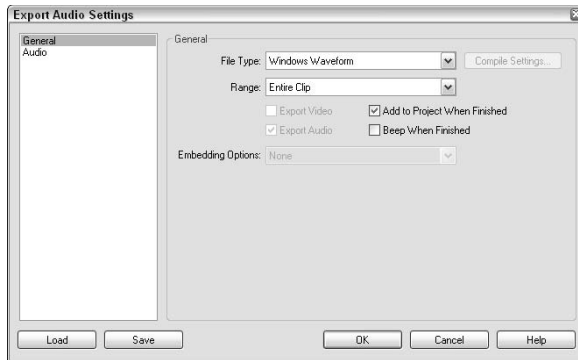 Export Audio Settings
General
Audio
General
File Type: Windows Waveform Compile Settings...
Range: Entire Clip
Export Video Add to Project When Finished
Export Audio Beep When Finished
Embedding Options: None
Load Save OK Cancel Help